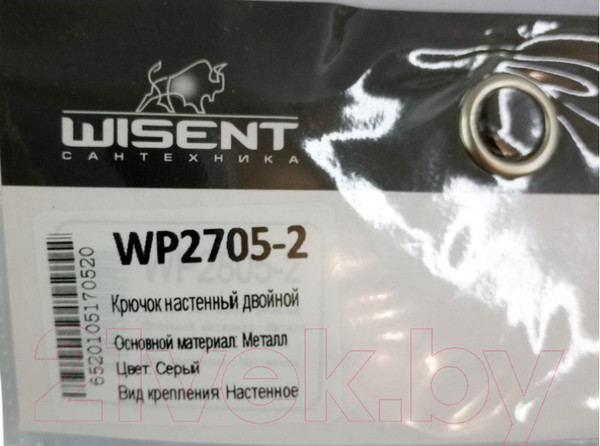 WISENT
САНТЕХНИКА
WP2705-2
Крючок настенный двойной
Основной материал: Металл
Цвет: Серый
Вид крепления: Настенное
6520105170520
21vek.by